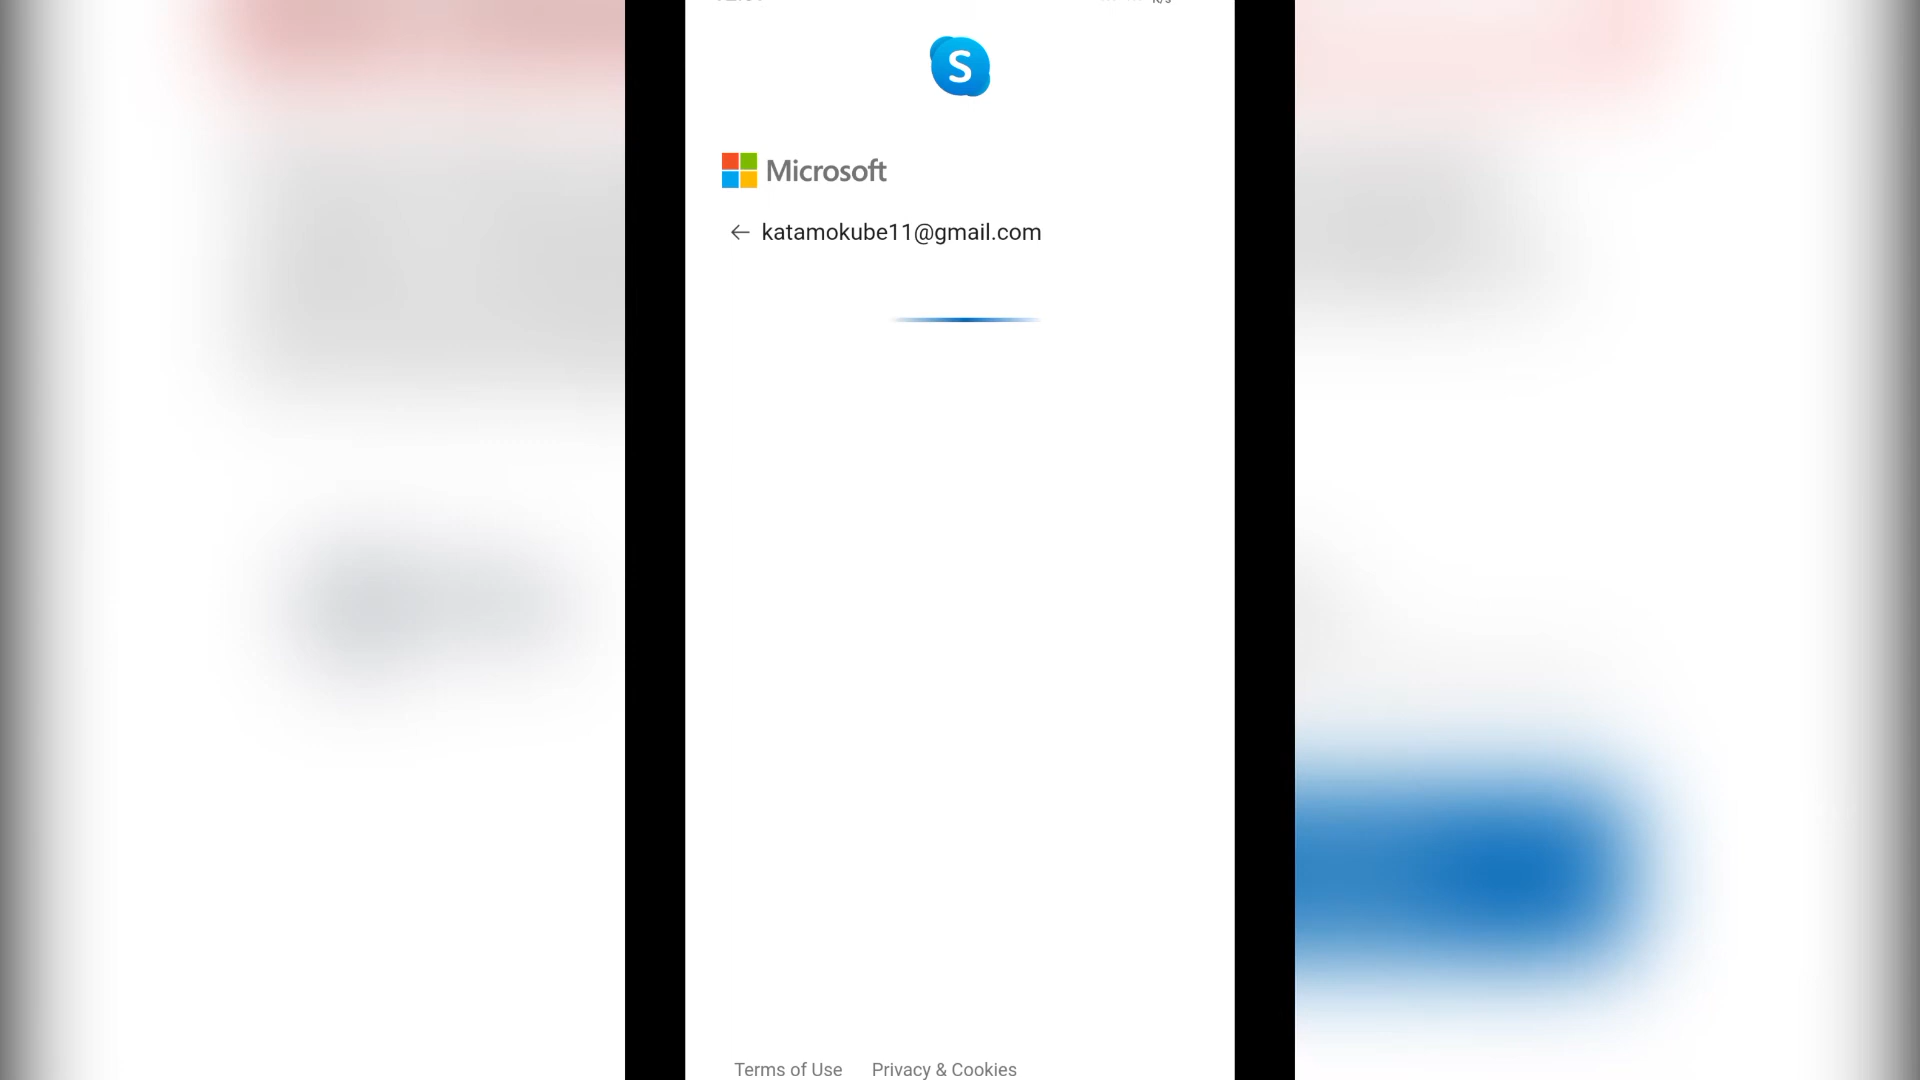 S
Microsoft
← katamokube11@gmail.com
Terms of Use Privacy & Cookies